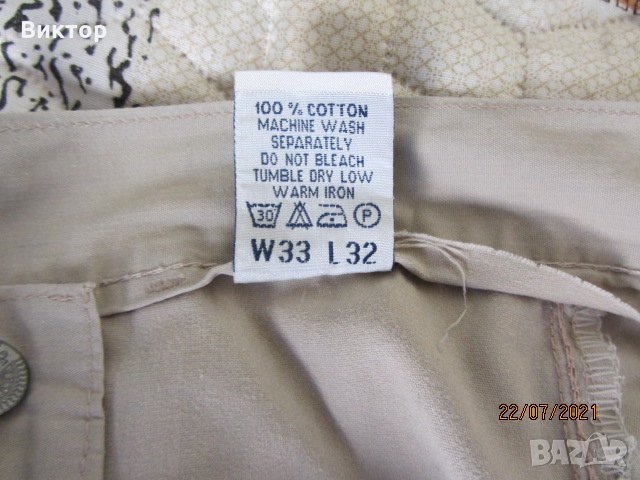 Виктор
100 % COTTON
MACHINE WASH
SEPARATELY
DO NOT BLEACH
TUMBLE DRY LOW
WARM IRON
30 P
W33 L32
22/07/2021
BAZAR